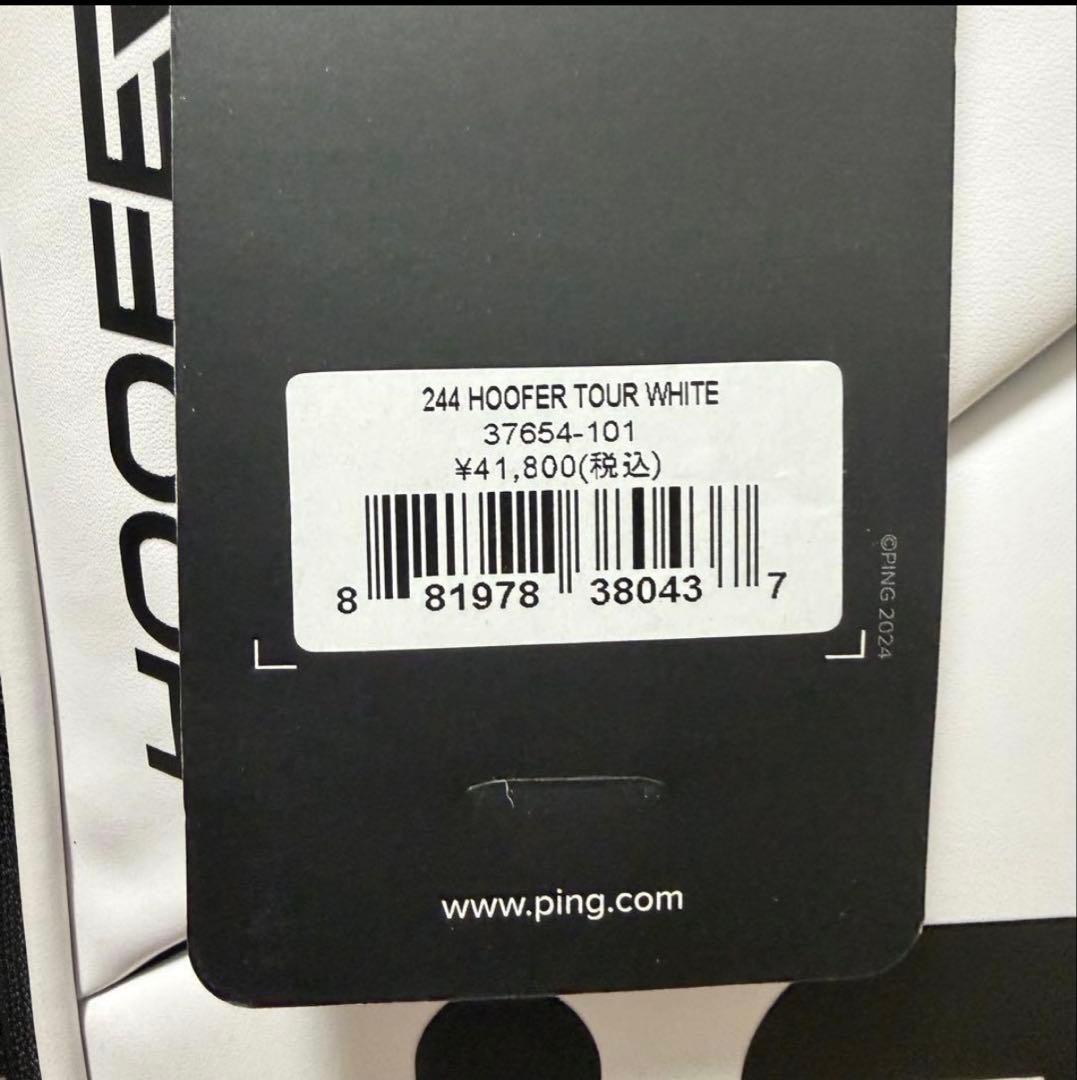 HOOFER
244 HOOFER TOUR WHITE
37654-101
¥41,800(税込)
8 81978 38043 7
©PING 2024
www.ping.com